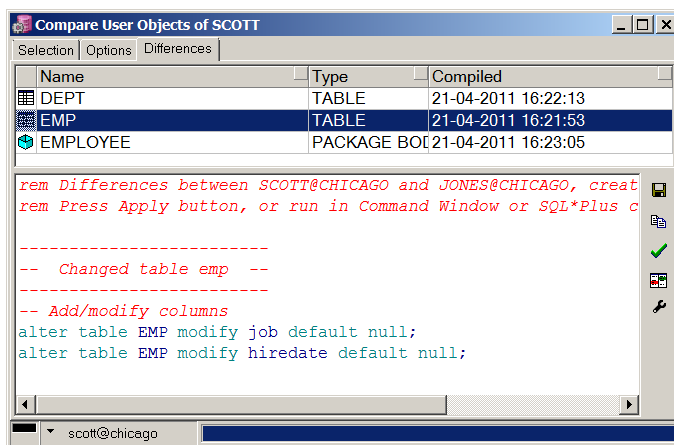 Compare User Objects of SCOTT
Selection Options Differences
Name Type Compiled
DEPT TABLE 21-04-2011 16:22:13
EMP TABLE 21-04-2011 16:21:53
EMPLOYEE PACKAGE BOD 21-04-2011 16:23:05
rem Differences between SCOTT@CHICAGO and JONES@CHICAGO, creat
rem Press Apply button, or run in Command Window or SQL*Plus c
-------------------------
--  Changed table emp  --
-------------------------
-- Add/modify columns
alter table EMP modify job default null;
alter table EMP modify hiredate default null;
scott@chicago